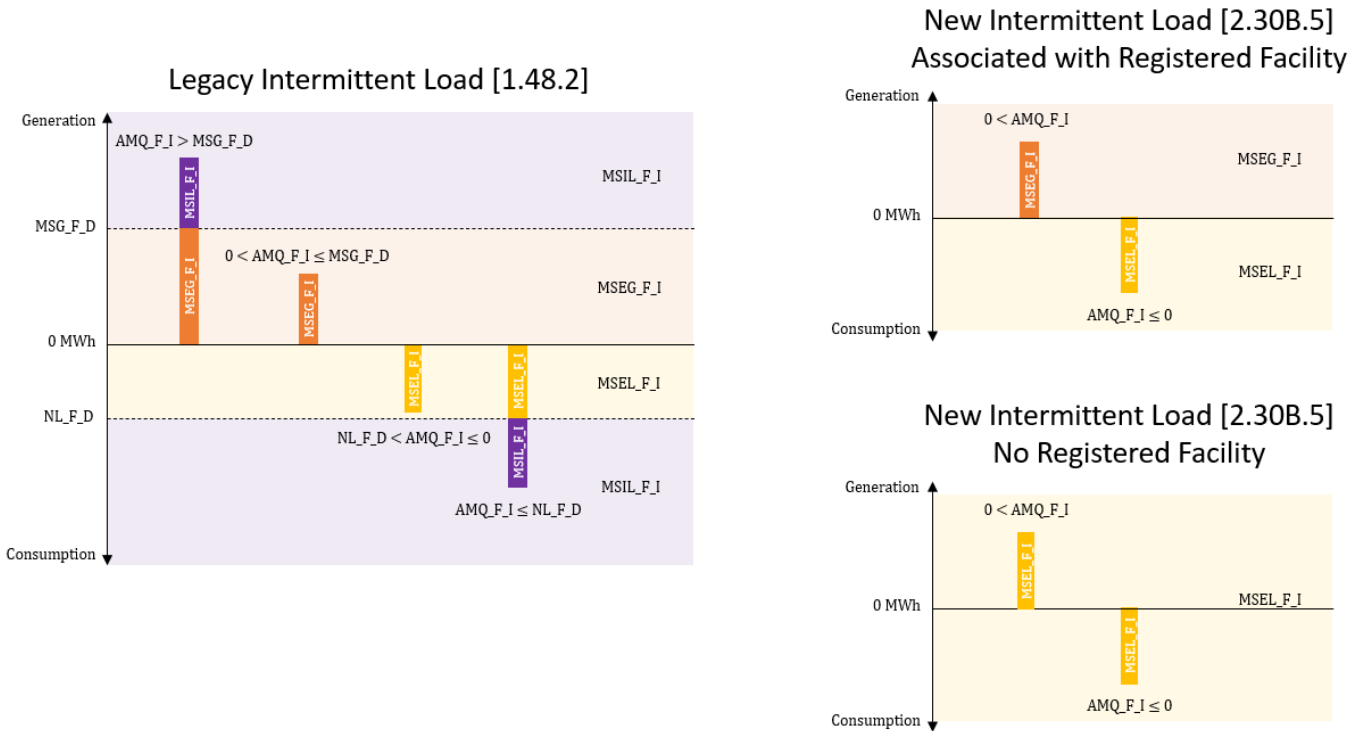 Legacy Intermittent Load [1.48.2]
Generation
AMQ_F_I > MSG_F_D
MSIL_F_I
MSIL_F_I
MSG_F_D
0 < AMQ_F_I ≤ MSG_F_D
MSEG_F_I
MSEG_F_I
MSEG_F_I
0 MWh
MSEL_F_I
MSEL_F_I
MSEL_F_I
NL_F_D
NL_F_D < AMQ_F_I ≤ 0
MSIL_F_I
MSIL_F_I
AMQ_F_I ≤ NL_F_D
Consumption
New Intermittent Load [2.30B.5]
Associated with Registered Facility
Generation
0 < AMQ_F_I
MSEG_F_I
MSEG_F_I
0 MWh
MSEL_F_I
MSEL_F_I
AMQ_F_I ≤ 0
Consumption
New Intermittent Load [2.30B.5]
No Registered Facility
Generation
0 < AMQ_F_I
MSEL_F_I
MSEL_F_I
0 MWh
MSEL_F_I
AMQ_F_I ≤ 0
Consumption